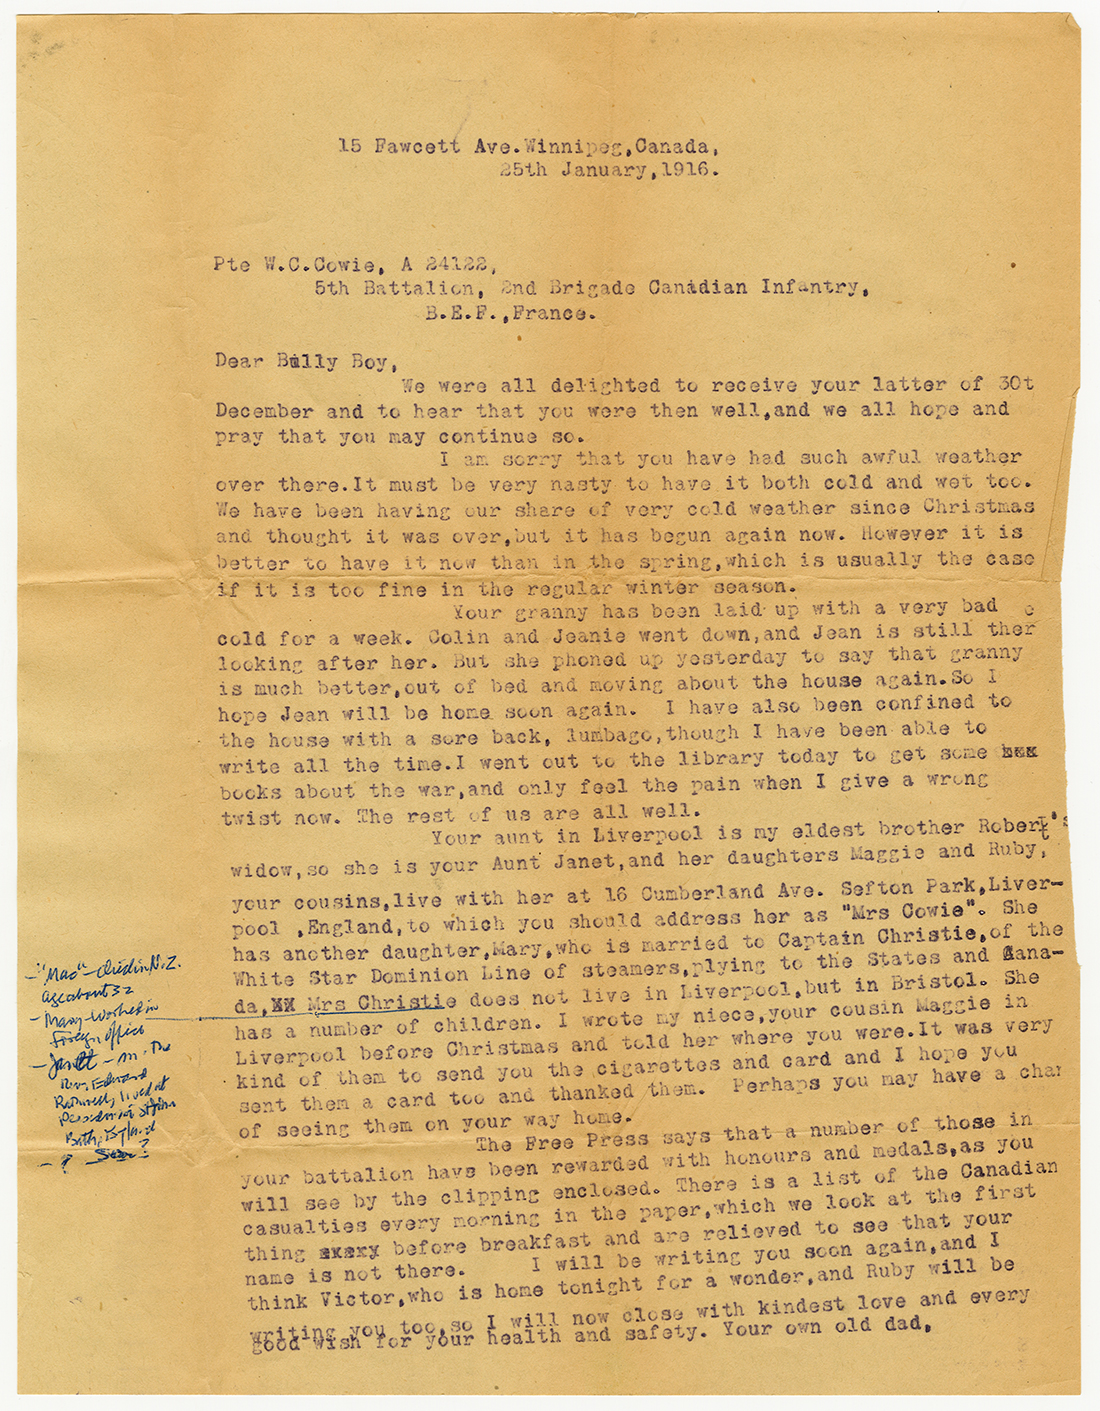 15 Fawcett Ave.Winnipeg,Canada,
25th January,1916.
Pte W.C.Cowie, A 24122,
5th Battalion, 2nd Brigade Canadian Infantry,
B.E.F.,France.
Dear Billy Boy,
We were all delighted to receive your latter of 30t
December and to hear that you were then well,and we all hope and
pray that you may continue so.
I am sorry that you have had such awful weather
over there.It must be very nasty to have it both cold and wet too.
We have been having our share of very cold weather since Christmas
and thought it was over,but it has begun again now. However it is
better to have it now than in the spring,which is usually the case
if it is too fine in the regular winter season.
Your granny has been laid up with a very bad e
cold for a week. Colin and Jeanie went down,and Jean is still ther
looking after her. But she phoned up yesterday to say that granny
is much better,out of bed and moving about the house again.So I
hope Jean will be home soon again. I have also been confined to
the house with a sore back, lumbago,though I have been able to
write all the time.I went out to the library today to get some
books about the war,and only feel the pain when I give a wrong
twist now. The rest of us are all well.
Your aunt in Liverpool is my eldest brother Robert's
widow,so she is your Aunt Janet,and her daughters Maggie and Ruby,
your cousins,live with her at 16 Cumberland Ave. Sefton Park,Liver-
pool ,England,to which you should address her as "Mrs Cowie". She
has another daughter,Mary,who is married to Captain Christie,of the
White Star Dominion Line of steamers,plying to the States and Cana-
da,XX Mrs Christie does not live in Liverpool,but in Bristol. She
has a number of children. I wrote my niece,your cousin Maggie in
Liverpool before Christmas and told her where you were.It was very
kind of them to send you the cigarettes and card and I hope you
sent them a card too and thanked them. Perhaps you may have a chan
of seeing them on your way home.
The Free Press says that a number of those in
your battalion havs been rewarded with honours and medals,as you
will see by the clipping enclosed. There is a list of the Canadian
casualties every morning in the paper,which we look at the first
thing before breakfast and are relieved to see that your
name is not there. I will be writing you soon again,and I
think Victor,who is home tonight for a wonder,and Ruby will be
writing you too,so I will now close with kindest love and every
good wish for your health and safety. Your own old dad,
- "Mac" - died in N.Z.
age about 32
- Mary - worked in
Foreign Office
- Janett - m. the
Rev. Edward
lived at
Bath, England
- ?